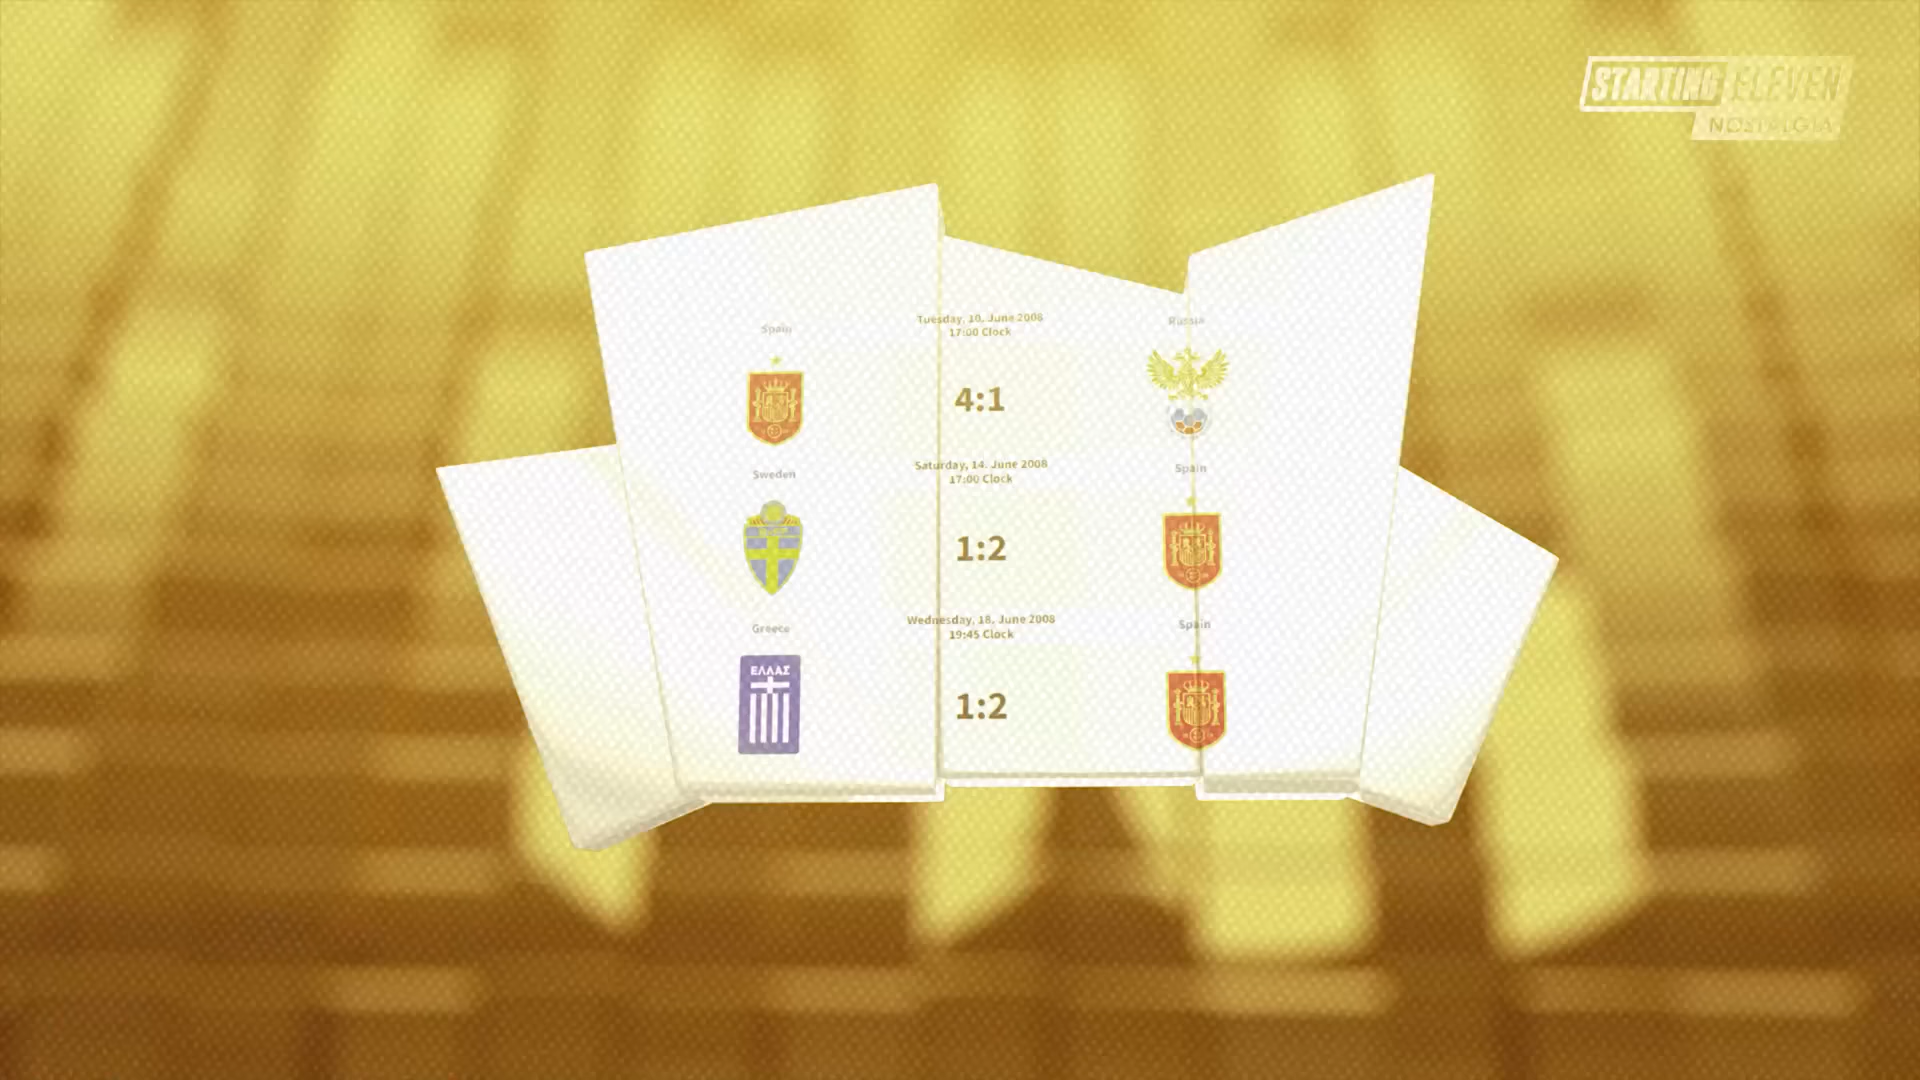 STARTING ELEVEN
NOSTALGIA
Spain
Tuesday, 10. June 2008
17:00 Clock
Russia
4:1
Sweden
Saturday, 14. June 2008
17:00 Clock
Spain
1:2
Greece
Wednesday, 18. June 2008
19:45 Clock
Spain
ΕΛΛΑΣ
1:2